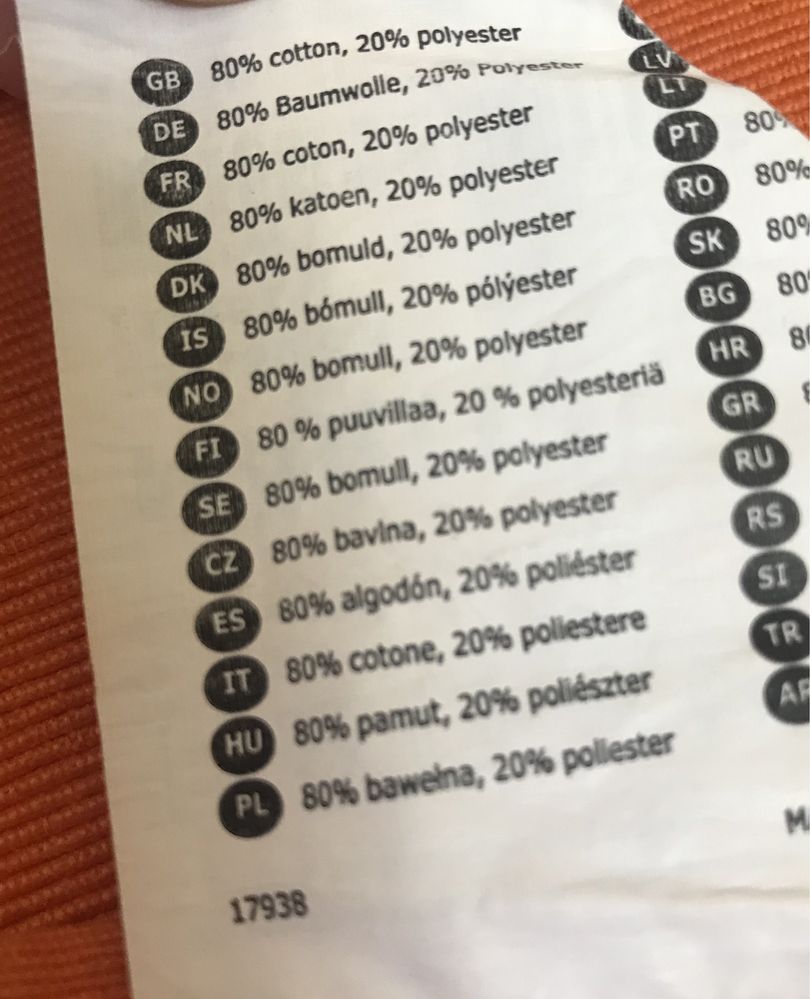 GB 80% cotton, 20% polyester
DE 80% Baumwolle, 20% Polyester
FR 80% coton, 20% polyester
NL 80% katoen, 20% polyester
DK 80% bomuld, 20% polyester
IS 80% bómull, 20% pólýester
NO 80% bomull, 20% polyester
FI 80 % puuvillaa, 20 % polyesteriä
SE 80% bomull, 20% polyester
CZ 80% bavlna, 20% polyester
ES 80% algodón, 20% poliéster
IT 80% cotone, 20% poliestere
HU 80% pamut, 20% poliészter
PL 80% bawełna, 20% poliester
17938
LV
LT
PT 80%
RO 80%
SK 80%
BG 80
HR
GR
RU
RS
SI
TR